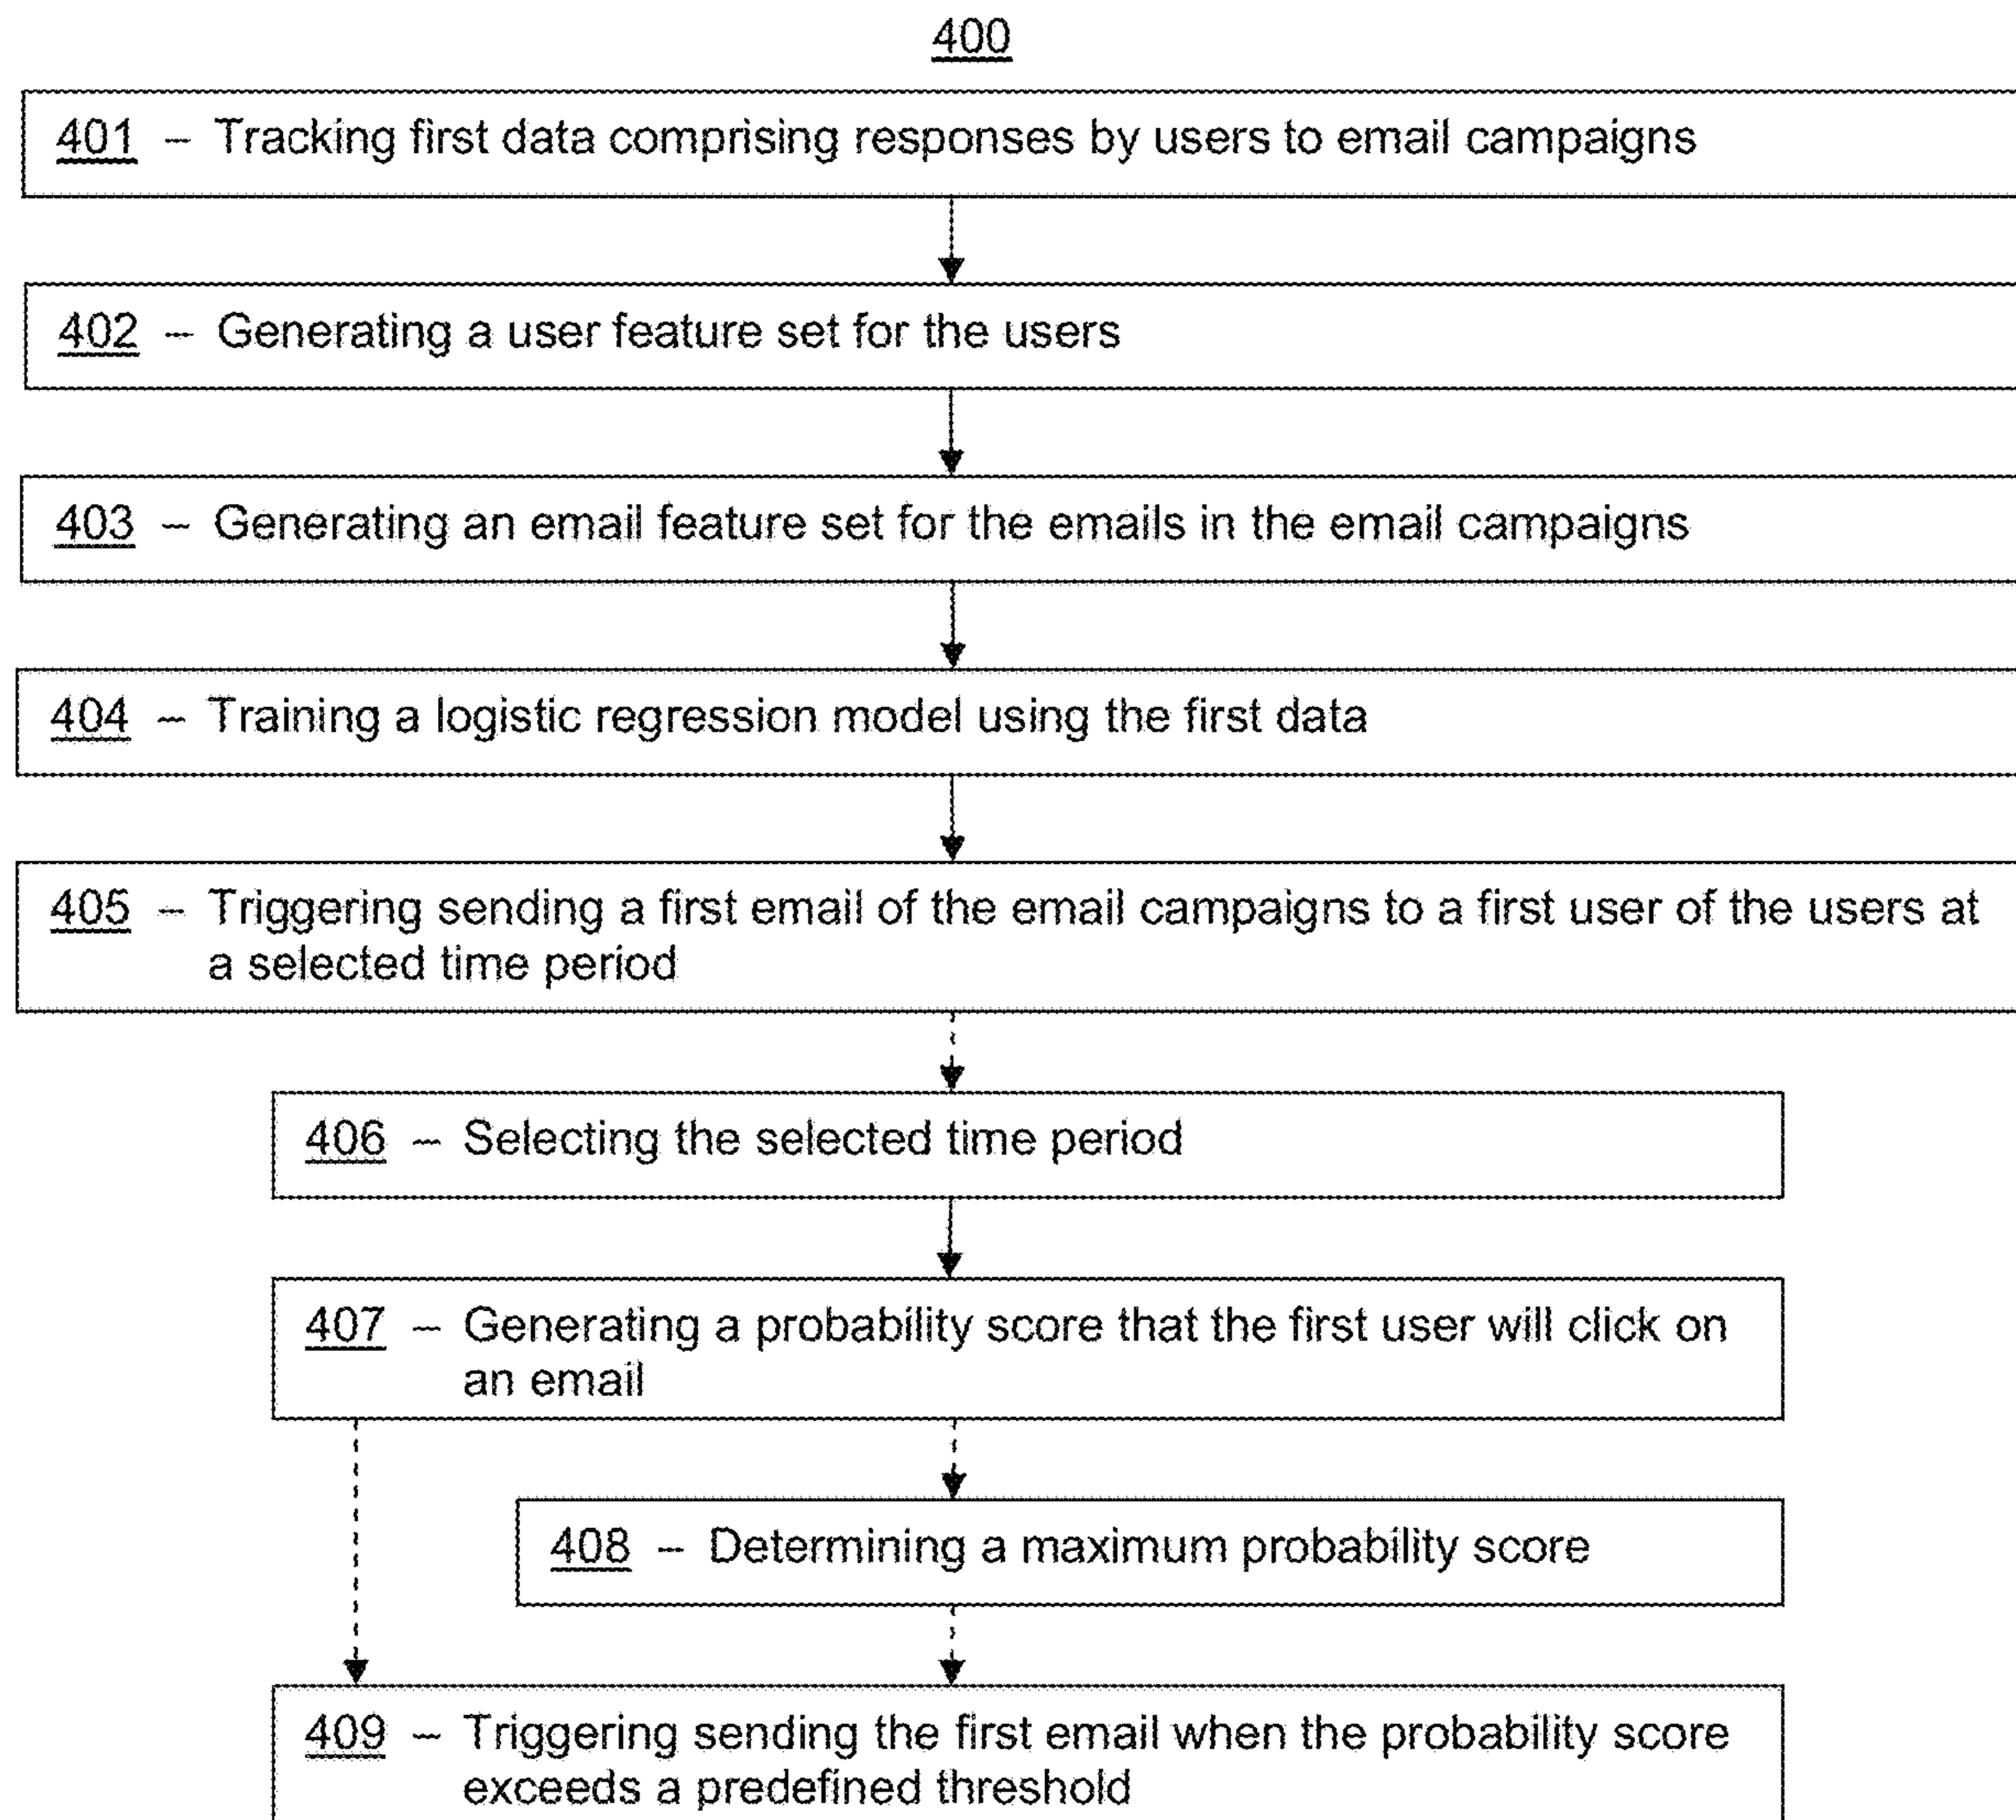 400
401 – Tracking first data comprising responses by users to email campaigns
402 – Generating a user feature set for the users
403 – Generating an email feature set for the emails in the email campaigns
404 – Training a logistic regression model using the first data
405 – Triggering sending a first email of the email campaigns to a first user of the users at
a selected time period
406 – Selecting the selected time period
407 – Generating a probability score that the first user will click on
an email
408 – Determining a maximum probability score
409 – Triggering sending the first email when the probability score
exceeds a predefined threshold